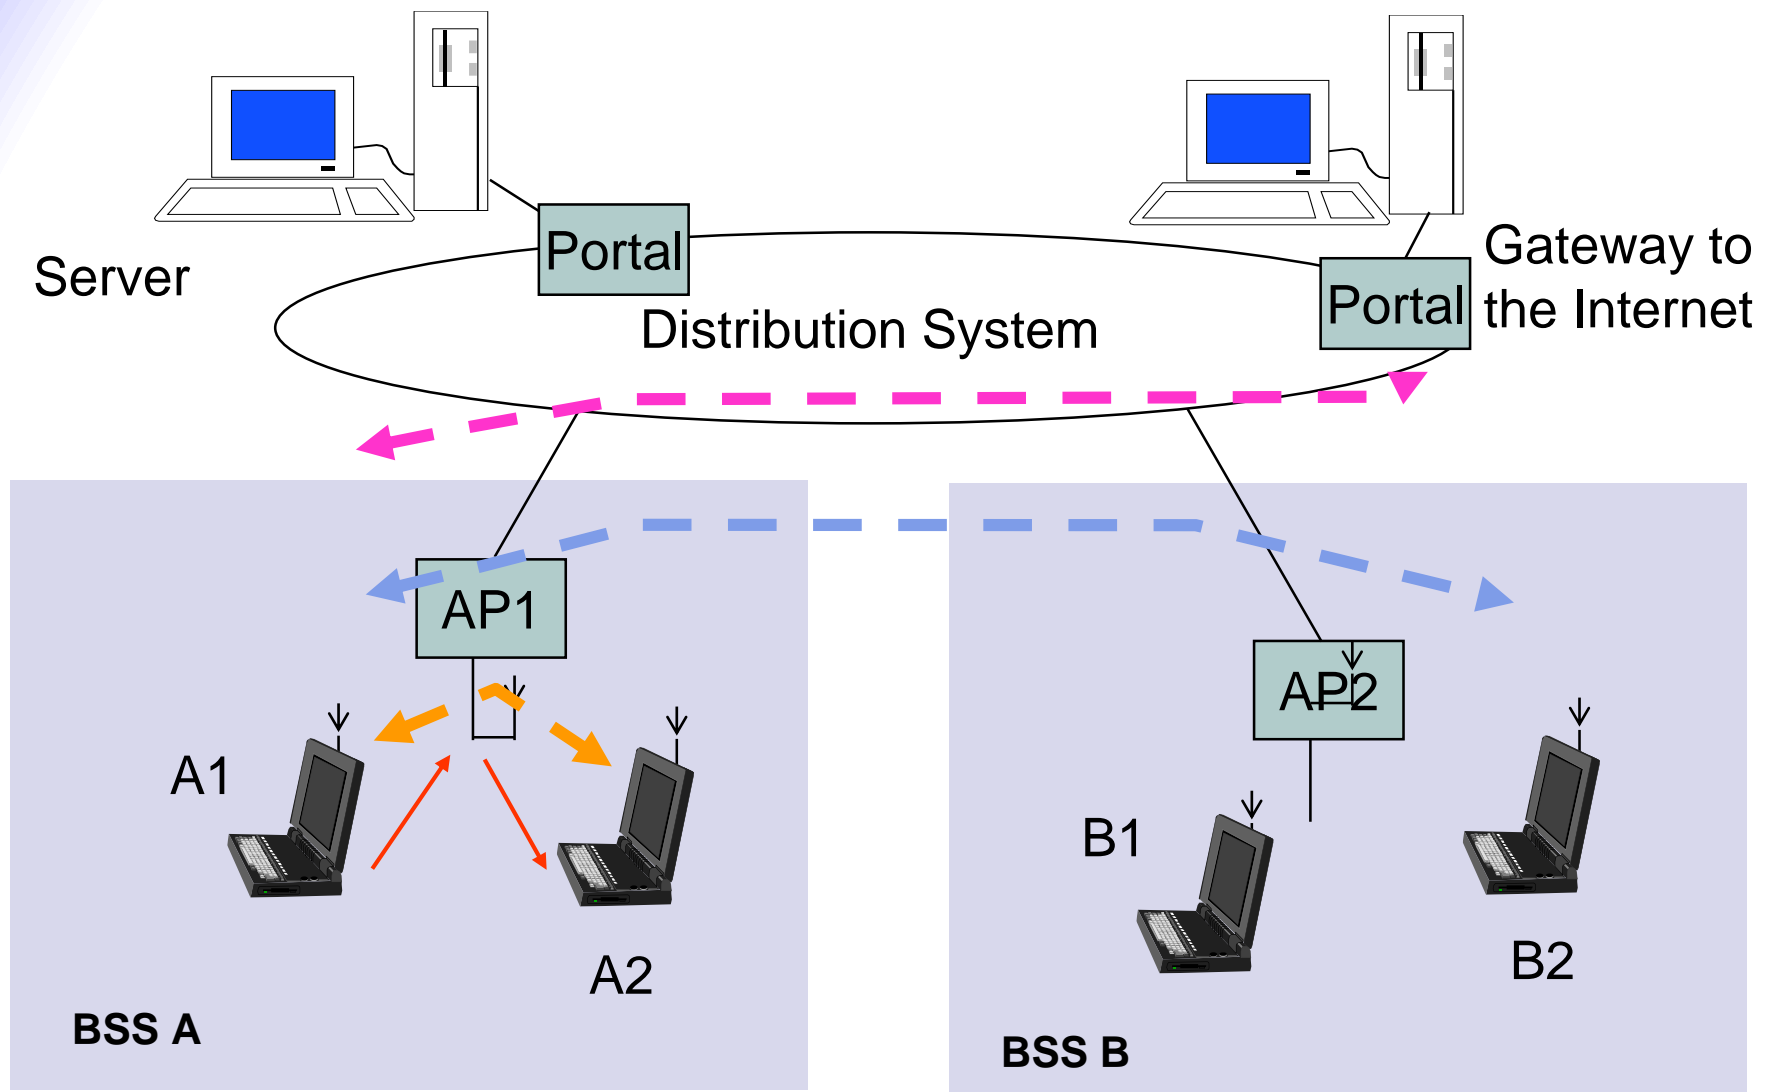 Server
Portal
Distribution System
Portal
Gateway to
the Internet
AP1
AP2
A1
A2
B1
B2
BSS A
BSS B